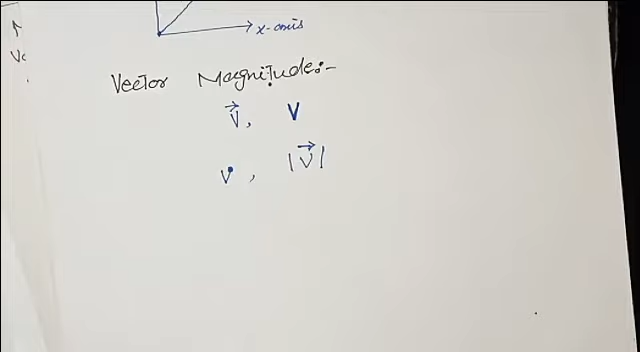 x-axis
Vector Magnitude:-
v⃗, v
v, |v⃗|